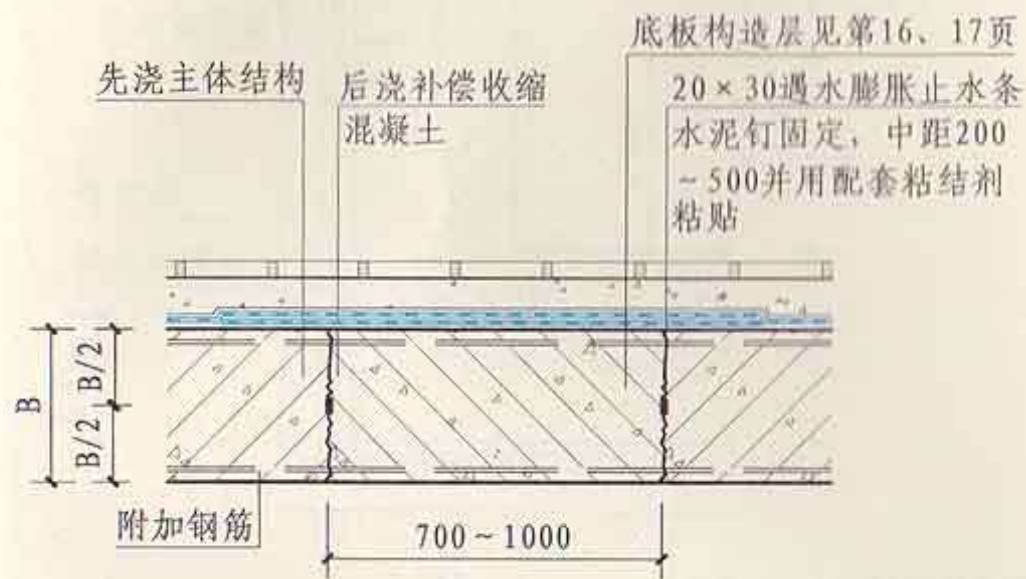 底板构造层见第16、17页
先浇主体结构
后浇补偿收缩
混凝土
20×30遇水膨胀止水条
水泥钉固定，中距200
~500并用配套粘结剂
粘贴
B
B/2
B/2
附加钢筋
700~1000